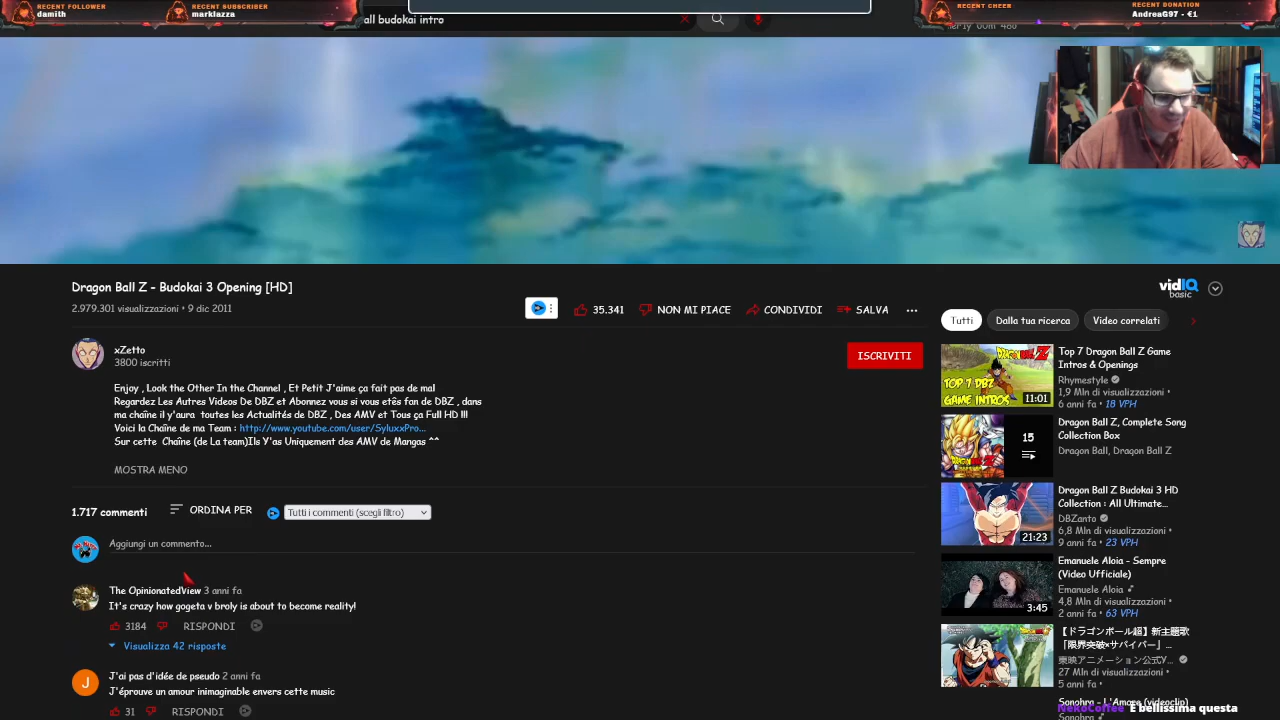 RECENT FOLLOWER
damith
RECENT SUBSCRIBER
marklazza
all budokai intro
RECENT CHEER
RECENT DONATION
AndreaG97 - €1
Dragon Ball Z - Budokai 3 Opening [HD]
2.979.301 visualizzazioni • 9 dic 2011
35.341
NON MI PIACE
CONDIVIDI
SALVA
xZetto
3800 iscritti
ISCRIVITI
Enjoy , Look the Other In the Channel , Et Petit J'aime ça fait pas de mal
Regardez Les Autres Videos De DBZ et Abonnez vous si vous etês fan de DBZ , dans
ma chaîne il y'aura toutes les Actualités de DBZ , Des AMV et Tous ça Full HD !!!
Voici la Chaîne de ma Team : http://www.youtube.com/user/SyluxxPro...
Sur cette Chaîne (de La team)Ils Y'as Uniquement des AMV de Mangas ^^
MOSTRA MENO
1.717 commenti
ORDINA PER
Tutti i commenti (scegli filtro)
Aggiungi un commento...
The OpinionatedView 3 anni fa
It's crazy how gogeta v broly is about to become reality!
3184
RISPONDI
Visualizza 42 risposte
J
J'ai pas d'idée de pseudo 2 anni fa
J'éprouve un amour inimaginable envers cette music
31
RISPONDI
vidIQ
basic
Tutti
Dalla tua ricerca
Video correlati
TOP 7 DBZ
GAME INTROS
11:01
Top 7 Dragon Ball Z Game
Intros & Openings
Rhymestyle
1,9 Mln di visualizzazioni •
6 anni fa • 18 VPH
15
Dragon Ball Z, Complete Song
Collection Box
Dragon Ball, Dragon Ball Z
21:23
Dragon Ball Z Budokai 3 HD
Collection : All Ultimate...
DBZanto
6,8 Mln di visualizzazioni •
9 anni fa • 23 VPH
3:45
Emanuele Aloia - Sempre
(Video Ufficiale)
Emanuele Aloia
4,8 Mln di visualizzazioni •
2 anni fa • 63 VPH
【ドラゴンボール超】新主題歌
「限界突破×サバイバー」...
東映アニメーション公式Y...
27 Mln di visualizzazioni •
5 anni fa •
Sonohra - L'Amore (videoclip)
NekoCoffee È bellissima questa